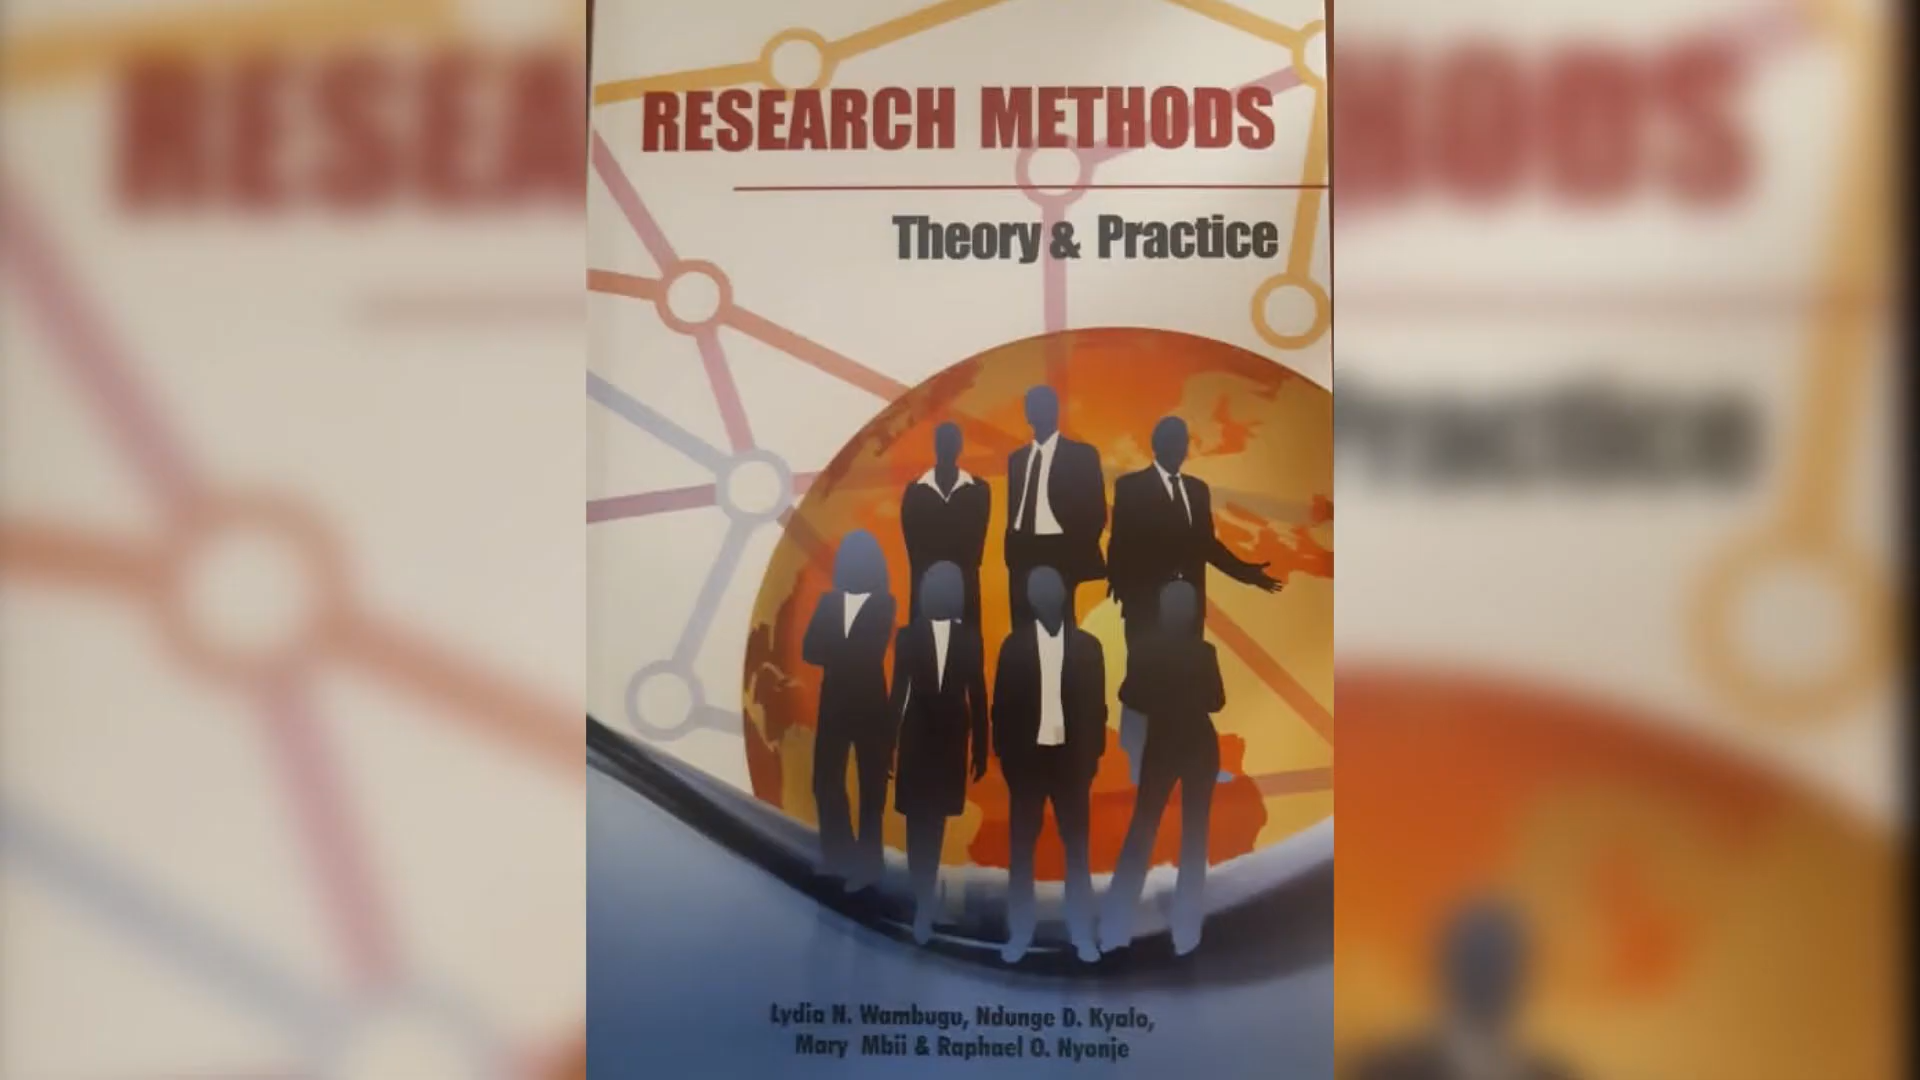 RESEARCH METHODS
Theory & Practice
Lydia N. Wambugu, Ndunge D. Kyalo,
Mary Mbii & Raphael O. Nyonje